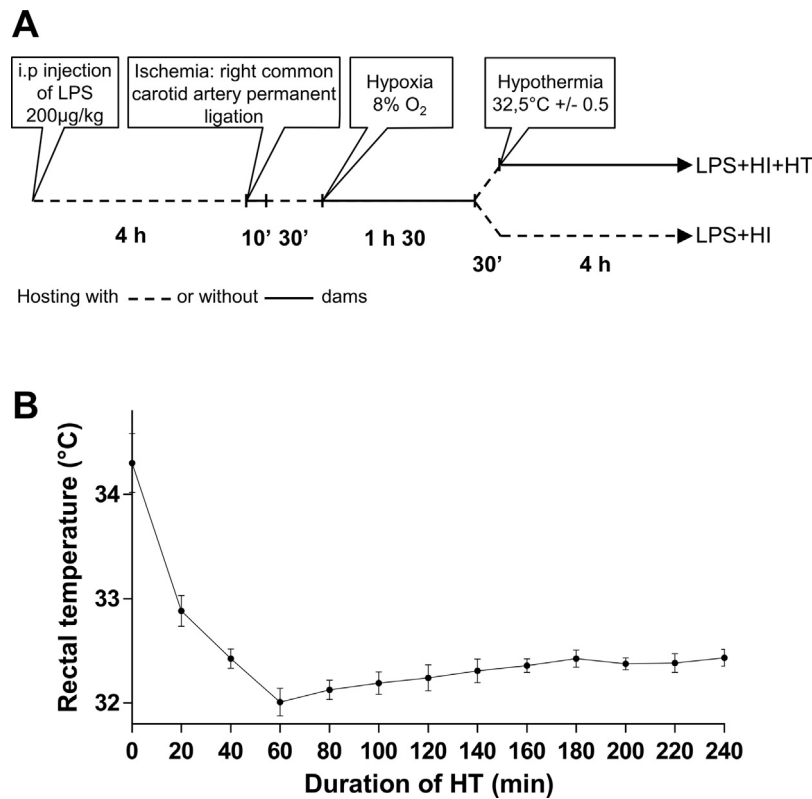 A
i.p injection
of LPS
200µg/kg
Ischemia: right common
carotid artery permanent
ligation
Hypoxia
8% O₂
Hypothermia
32,5°C +/- 0.5
LPS+HI+HT
4 h
10’ 30’
1 h 30
LPS+HI
30’
4 h
Hosting with --- or without — dams
B
Rectal temperature (°C)
34
33
32
0 20 40 60 80 100 120 140 160 180 200 220 240
Duration of HT (min)